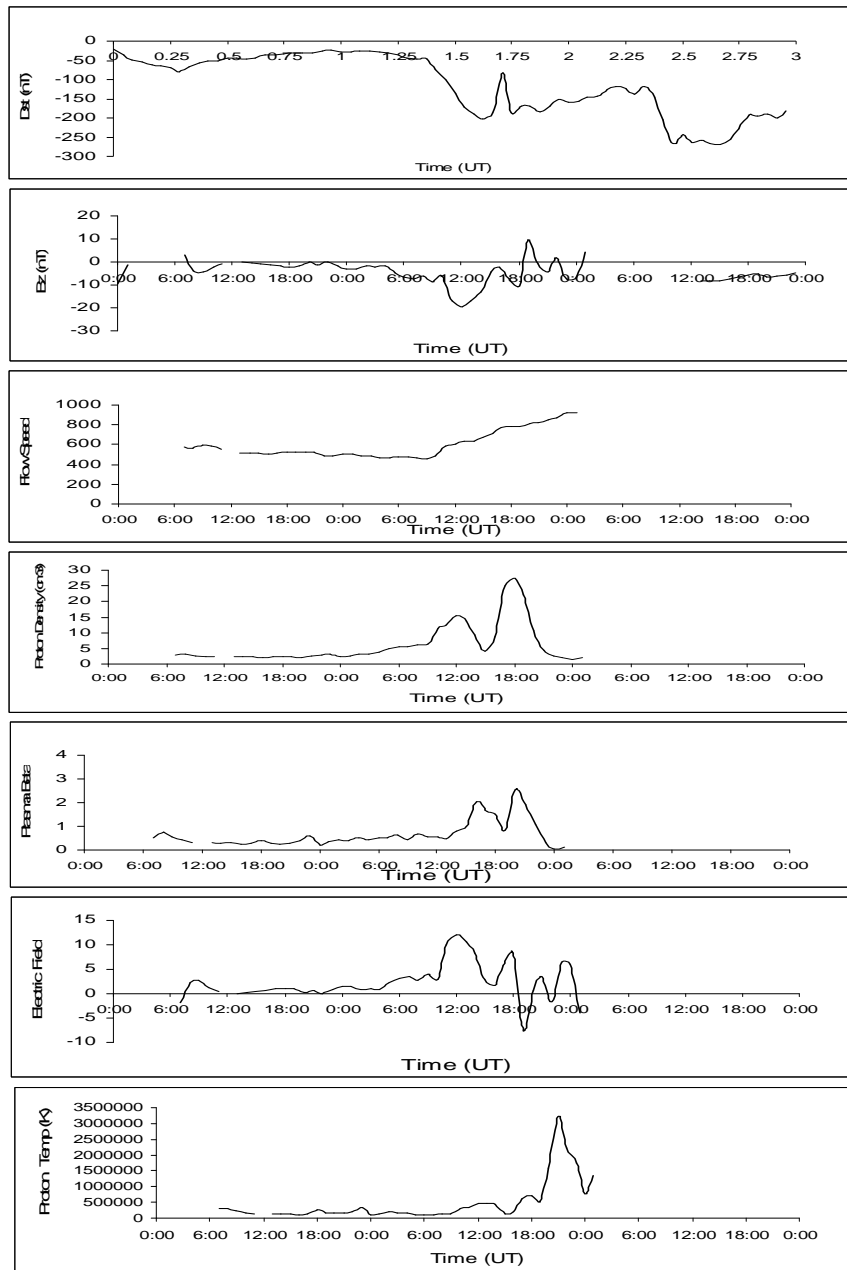 0
0 0.25 0.5 0.75 1 1.25 1.5 1.75 2 2.25 2.5 2.75 3
-50
-100
-150
-200
-250
-300
Dst (nT)
Time (UT)
20
10
0
-10
-20
-30
Bz (nT)
0:00 6:00 12:00 18:00 0:00 6:00 12:00 18:00 0:00 6:00 12:00 18:00 0:00
Time (UT)
1000
800
600
400
200
0
Flow Speed
0:00 6:00 12:00 18:00 0:00 6:00 12:00 18:00 0:00 6:00 12:00 18:00 0:00
Time (UT)
30
25
20
15
10
5
0
Proton Density (cm3)
0:00 6:00 12:00 18:00 0:00 6:00 12:00 18:00 0:00 6:00 12:00 18:00 0:00
Time (UT)
4
3
2
1
0
Plasma Beta
0:00 6:00 12:00 18:00 0:00 6:00 12:00 18:00 0:00 6:00 12:00 18:00 0:00
Time (UT)
15
10
5
0
-5
-10
Electric Field
0:00 6:00 12:00 18:00 0:00 6:00 12:00 18:00 0:00 6:00 12:00 18:00 0:00
Time (UT)
3500000
3000000
2500000
2000000
1500000
1000000
500000
0
Proton Temp (K)
0:00 6:00 12:00 18:00 0:00 6:00 12:00 18:00 0:00 6:00 12:00 18:00 0:00
Time (UT)